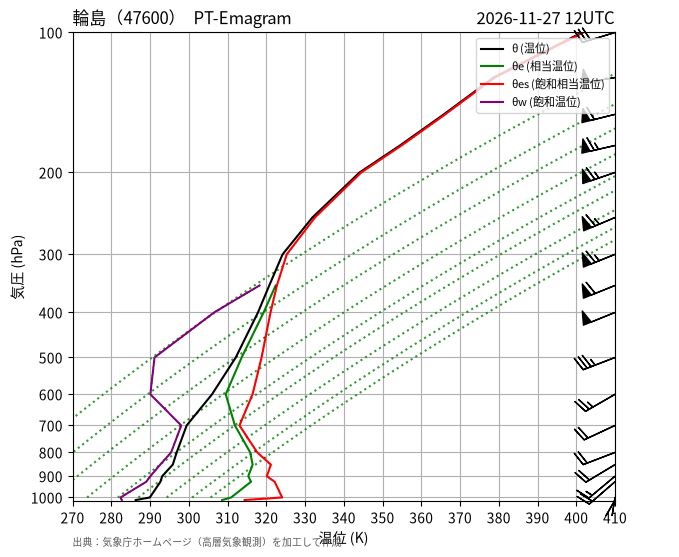 輪島（47600） PT-Emagram
2026-11-27 12UTC
θ (温位)
θe (相当温位)
θes (飽和相当温位)
θw (飽和温位)
気圧 (hPa)
100
200
300
400
500
600
700
800
900
1000
270 280 290 300 310 320 330 340 350 360 370 380 390 400 410
温位 (K)
出典：気象庁ホームページ（高層気象観測）を加工して作成